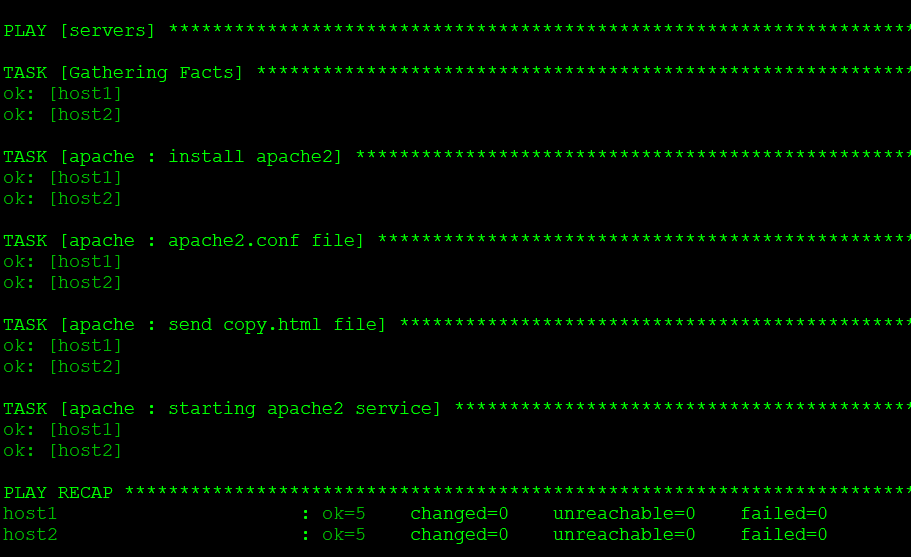 PLAY [servers] ********************************************************************
TASK [Gathering Facts] ************************************************************
ok: [host1]
ok: [host2]
TASK [apache : install apache2] ***************************************************
ok: [host1]
ok: [host2]
TASK [apache : apache2.conf file] *************************************************
ok: [host1]
ok: [host2]
TASK [apache : send copy.html file] ***********************************************
ok: [host1]
ok: [host2]
TASK [apache : starting apache2 service] ******************************************
ok: [host1]
ok: [host2]
PLAY RECAP ************************************************************************
host1                      : ok=5    changed=0    unreachable=0    failed=0
host2                      : ok=5    changed=0    unreachable=0    failed=0